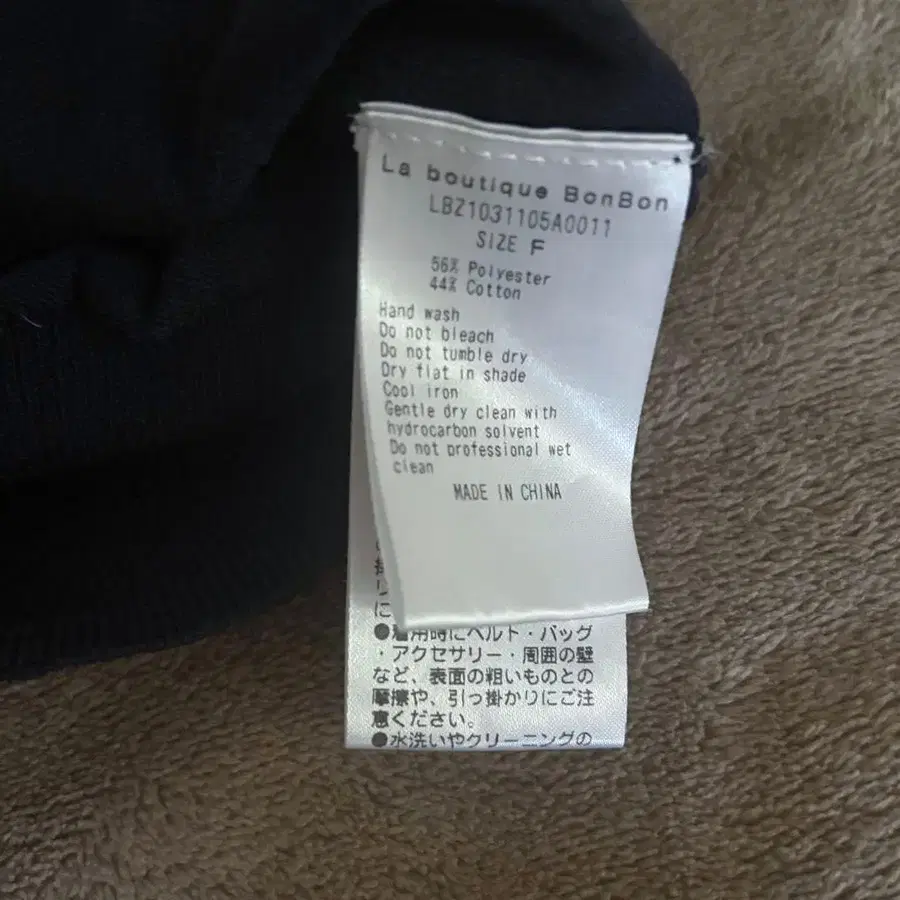 La boutique BonBon
LBZ1031105A0011
SIZE F
56% Polyester
44% Cotton
Hand wash
Do not bleach
Do not tumble dry
Dry flat in shade
Cool iron
Gentle dry clean with
hydrocarbon solvent
Do not professional wet
clean
MADE IN CHINA
に
●着用時にベルト・バッグ
・アクセサリー・周囲の壁
など、表面の粗いものとの
摩擦や、引っ掛かりにご注
意ください。
●水洗いやクリーニングの